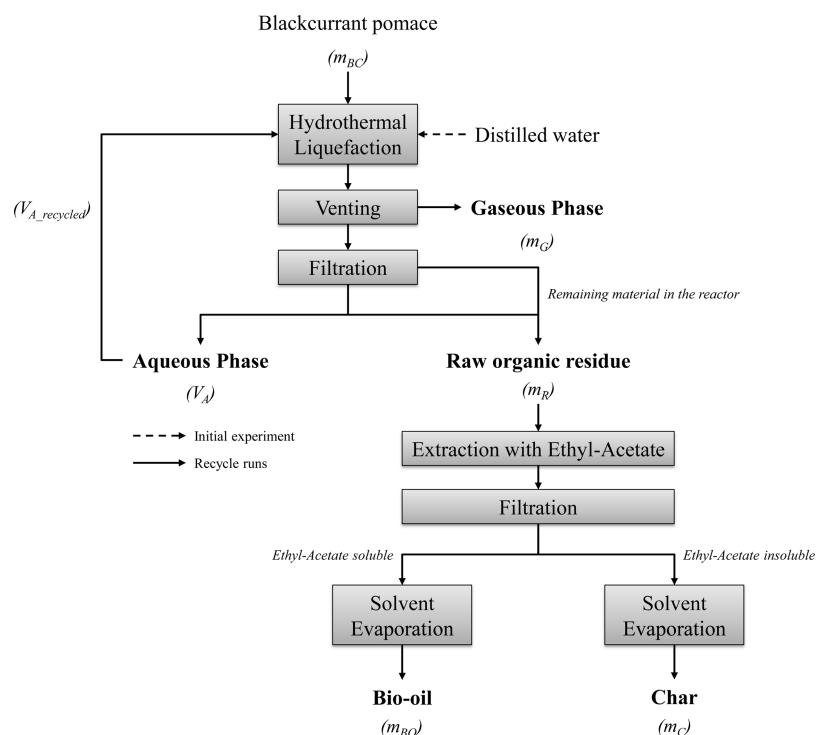 Blackcurrant pomace
(m_BC)
Hydrothermal
Liquefaction
Distilled water
(V_A_recycled)
Venting
Gaseous Phase
(m_G)
Filtration
Remaining material in the reactor
Aqueous Phase
(V_A)
Raw organic residue
(m_R)
Initial experiment
Recycle runs
Extraction with Ethyl-Acetate
Filtration
Ethyl-Acetate soluble
Ethyl-Acetate insoluble
Solvent
Evaporation
Solvent
Evaporation
Bio-oil
(m_BO)
Char
(m_C)